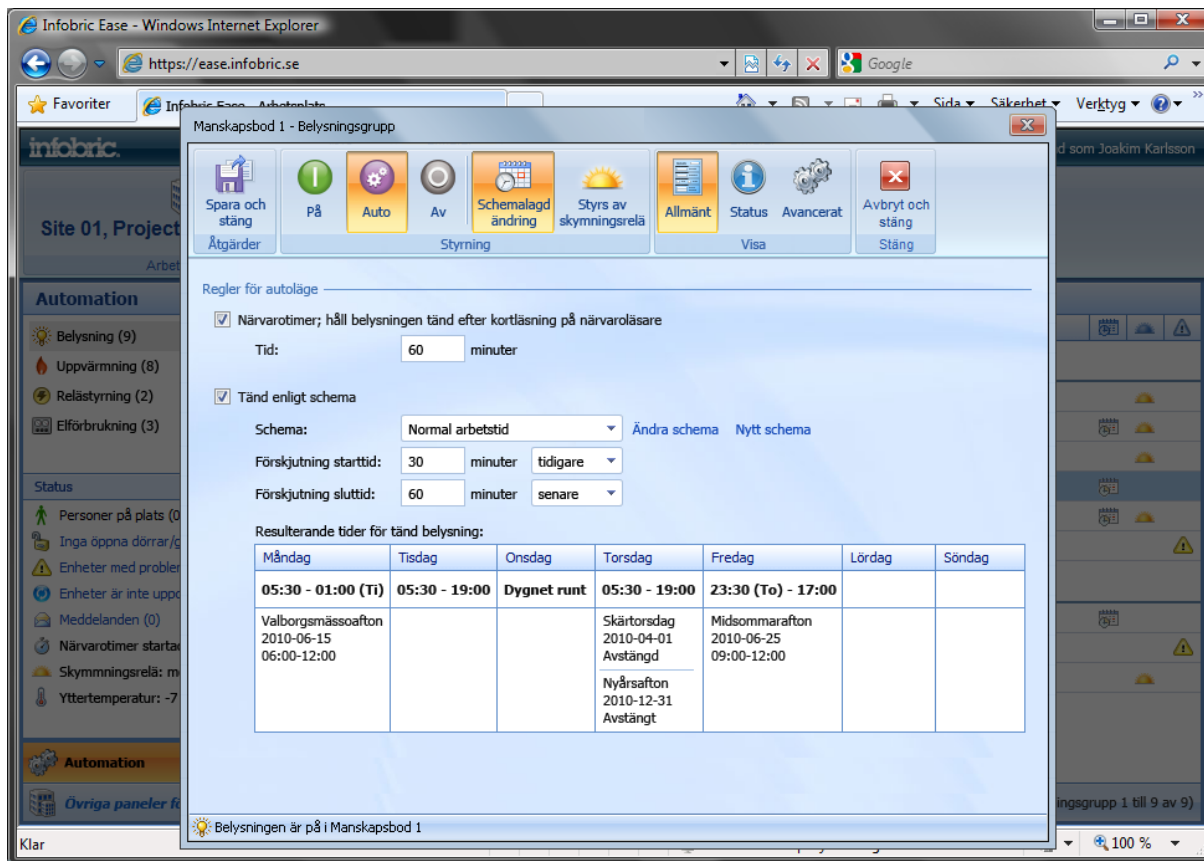 Infobric Ease - Windows Internet Explorer
https://ease.infobric.se
Google
Favoriter
Infobric Ease - Arbetsplats
Sida
Säkerhet
Verktyg
infobric.
d som Joakim Karlsson
Site 01, Project
Arbet
Automation
Belysning (9)
Uppvärmning (8)
Relästyrning (2)
Elförbrukning (3)
Status
Personer på plats (0
Inga öppna dörrar/g
Enheter med probler
Enheter är inte uppd
Meddelanden (0)
Närvarotimer startad
Skymmningsrelä: m
Yttertemperatur: -7
Automation
Övriga paneler fö
Manskapsbod 1 - Belysningsgrupp
Spara och stäng
På
Auto
Av
Schemalagd ändring
Styrs av skymningsrelä
Allmänt
Status
Avancerat
Avbryt och stäng
Åtgärder
Styrning
Visa
Stäng
Regler för autoläge
Närvarotimer; håll belysningen tänd efter kortläsning på närvaroläsare
Tid: 60 minuter
Tänd enligt schema
Schema: Normal arbetstid Ändra schema Nytt schema
Förskjutning starttid: 30 minuter tidigare
Förskjutning sluttid: 60 minuter senare
Resulterande tider för tänd belysning:
Måndag Tisdag Onsdag Torsdag Fredag Lördag Söndag
05:30 - 01:00 (Ti) 05:30 - 19:00 Dygnet runt 05:30 - 19:00 23:30 (To) - 17:00
Valborgsmässoafton
2010-06-15
06:00-12:00
Skärtorsdag
2010-04-01
Avstängd
Nyårsafton
2010-12-31
Avstängt
Midsommarafton
2010-06-25
09:00-12:00
Belysningen är på i Manskapsbod 1
ingsgrupp 1 till 9 av 9)
Klar
100 %